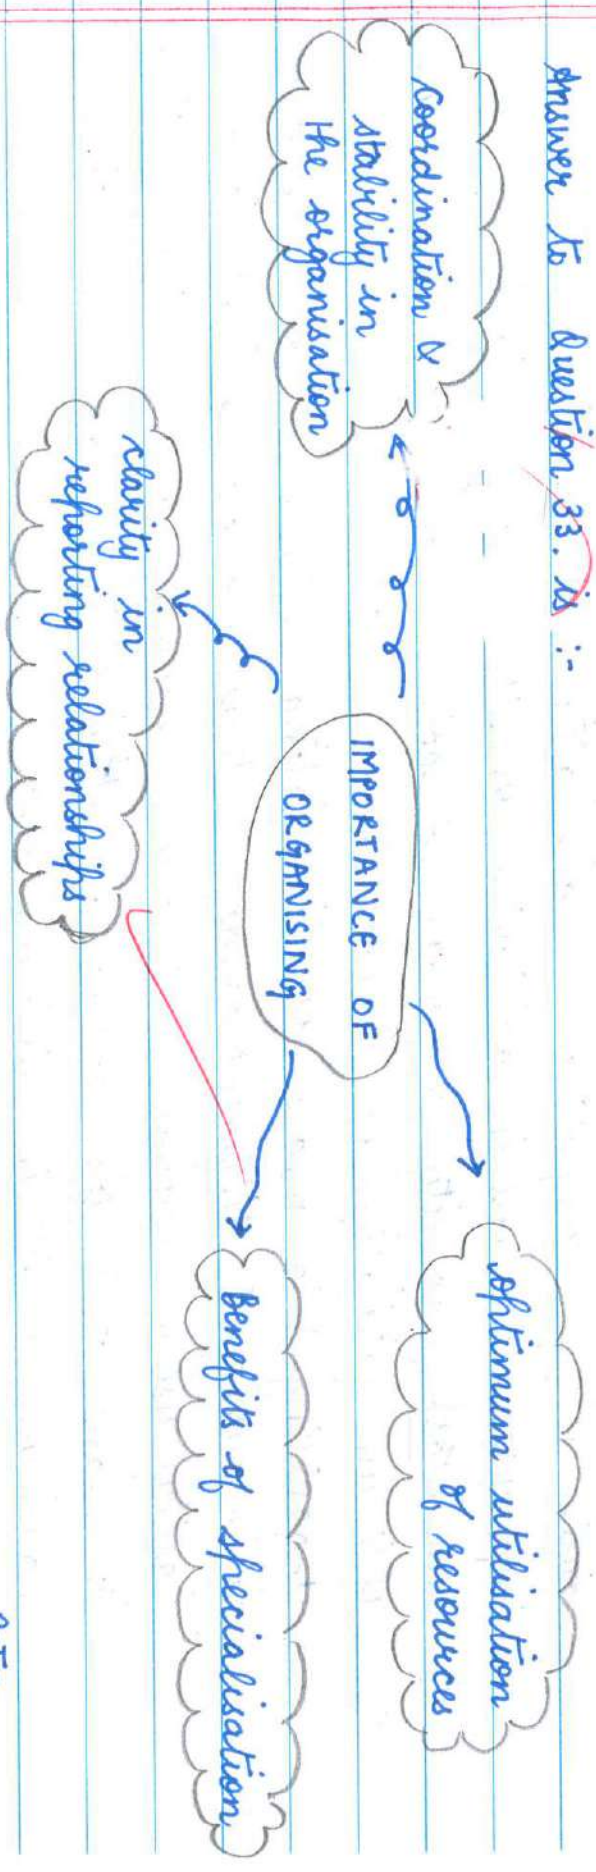 Answer to Question 33. is :-
coordination &
stability in
the organisation
IMPORTANCE OF
ORGANISING
optimum utilisation
of resources
clarity in
reporting relationships
Benefits of specialisation